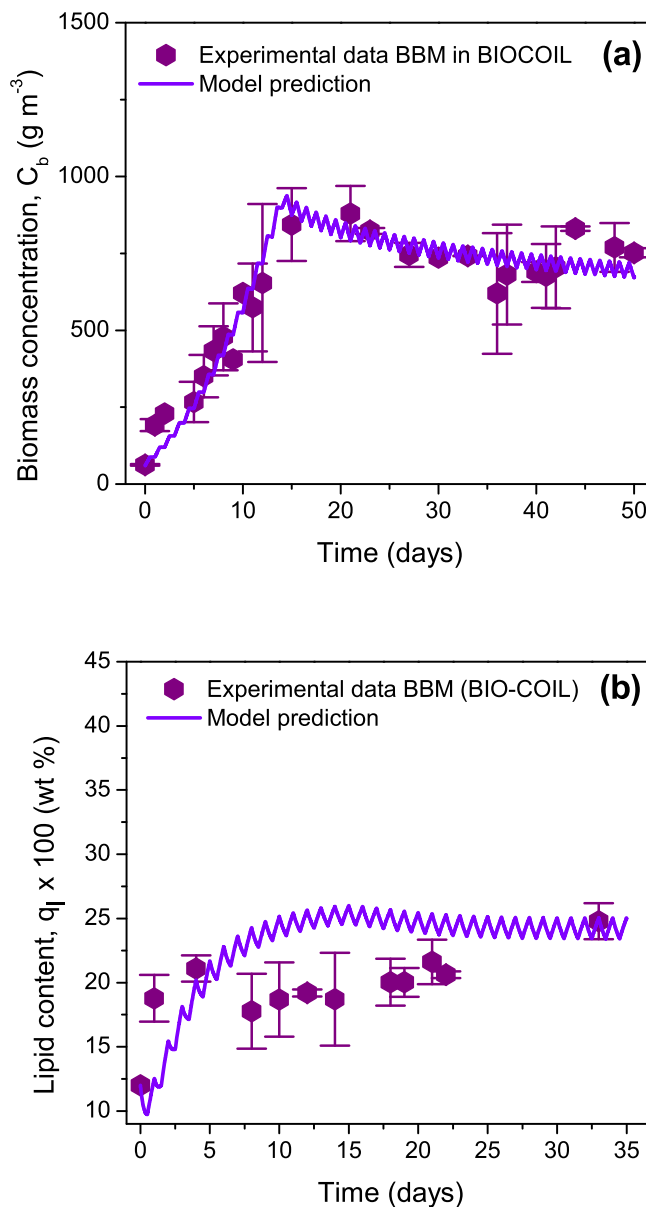 (a)
Experimental data BBM in BIOCOIL
Model prediction
Biomass concentration, C_b (g m⁻³)
1500
1000
500
0
0 10 20 30 40 50
Time (days)
(b)
Experimental data BBM (BIO-COIL)
Model prediction
Lipid content, q_l x 100 (wt %)
45
40
35
30
25
20
15
10
0 5 10 15 20 25 30 35
Time (days)